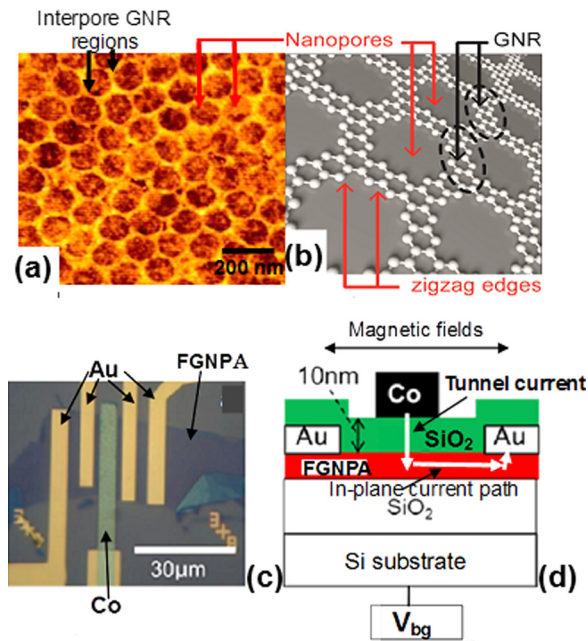 Interpore GNR
regions
Nanopores
GNR
200 nm
(a)
(b)
zigzag edges
Au
FGNPA
30µm
Co
(c)
Magnetic fields
10nm
Co
Tunnel current
SiO2
Au
Au
FGNPA
In-plane current path
SiO2
Si substrate
(d)
Vbg